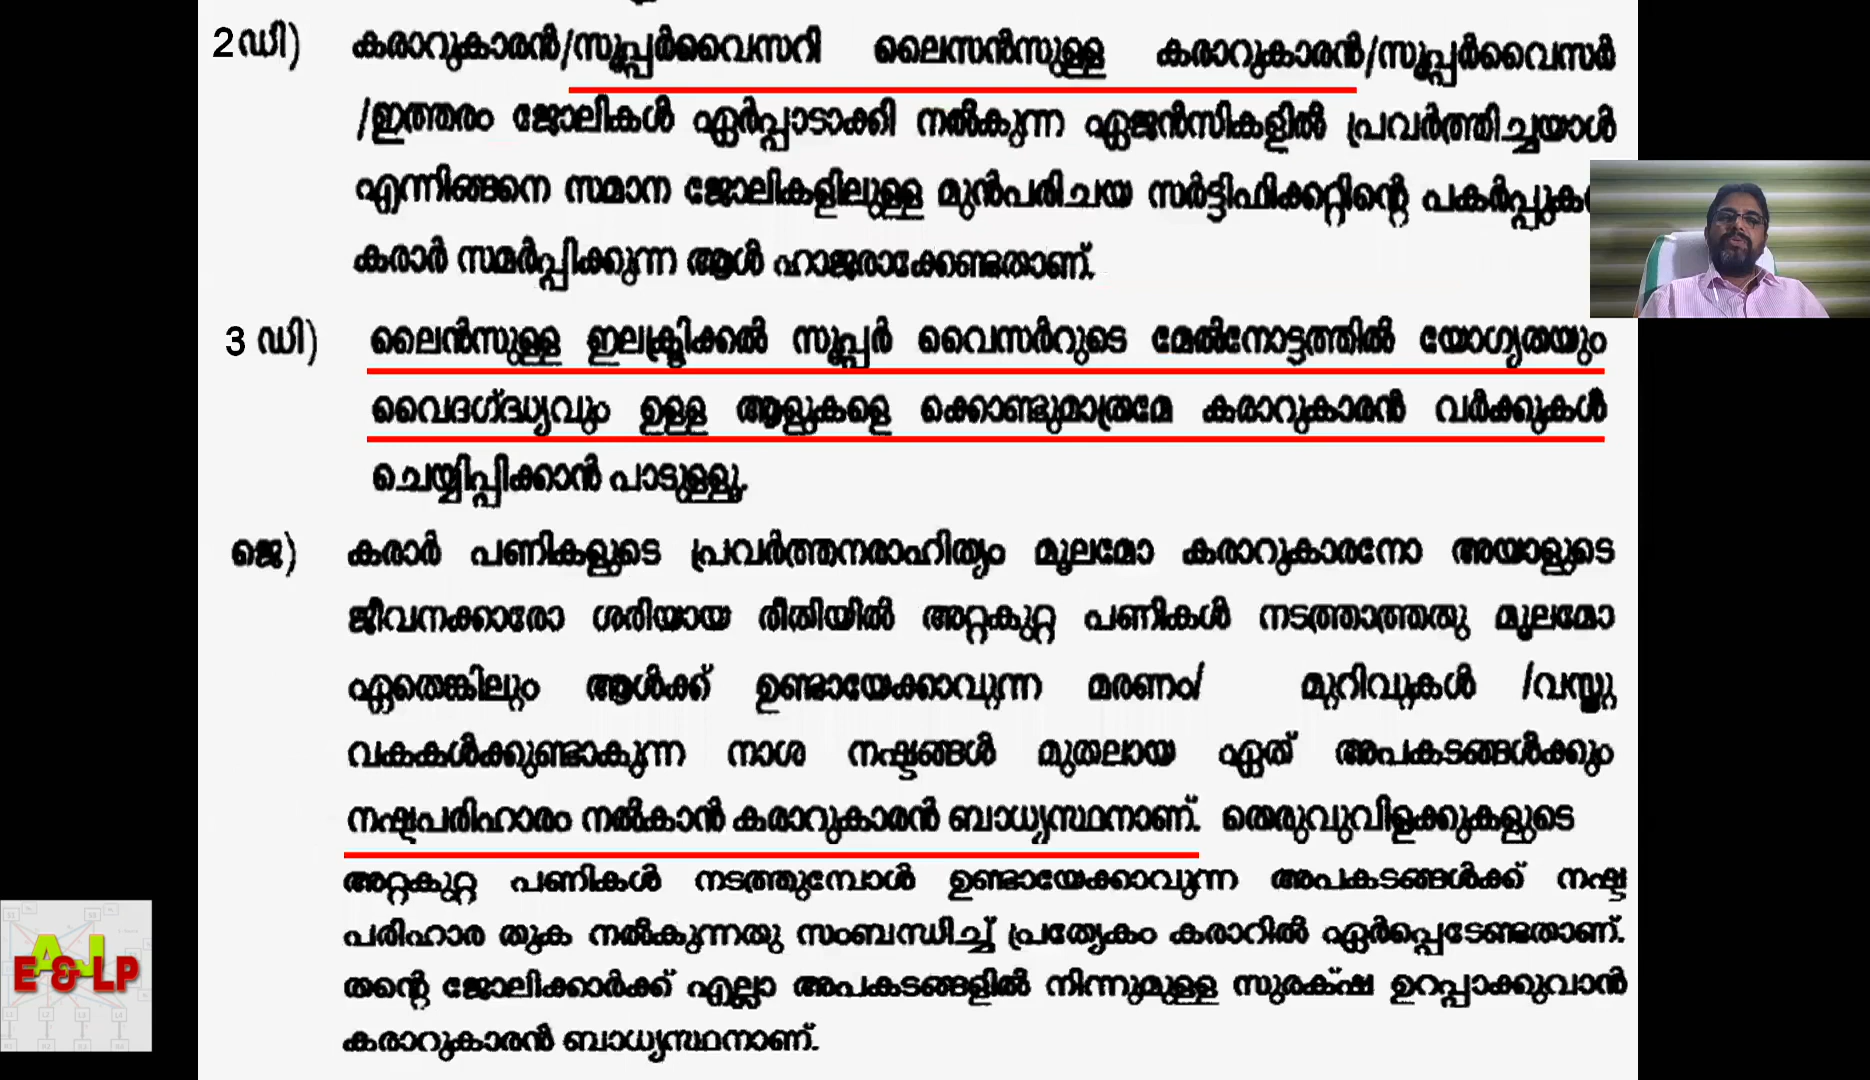 2ഡി) കരാറുകാരൻ/സൂപ്പർവൈസറി ലൈസൻസുള്ള കരാറുകാരൻ/സൂപ്പർവൈസർ
/ഇത്തരം ജോലികൾ ഏർപ്പാടാക്കി നൽകുന്ന ഏജൻസികളിൽ പ്രവർത്തിച്ചയാൾ
എന്നിങ്ങനെ സമാന ജോലികളിലുള്ള മുൻപരിചയ സർട്ടിഫിക്കറ്റിന്റെ
കരാർ സമർപ്പിക്കുന്ന ആൾ ഹാജരാക്കേണ്ടതാണ്.
3 ഡി) ലൈൻസുള്ള ഇലക്ട്രിക്കൽ സൂപ്പർ വൈസർറുടെ മേൽനോട്ടത്തിൽ യോഗ്യതയും
വൈദഗ്ദ്ധ്യവും ഉള്ള ആളുകളെ ക്കൊണ്ടുമാത്രമേ കരാറുകാരൻ വർക്കുകൾ
ചെയ്യിപ്പിക്കാൻ പാടുള്ളു.
ജെ) കരാർ പണികളുടെ പ്രവർത്തനരാഹിത്യം മൂലമോ കരാറുകാരനോ അയാളുടെ
ജീവനക്കാരോ ശരിയായ രീതിയിൽ അറ്റകുറ്റ പണികൾ നടത്താത്തതു മൂലമോ
ഏതെങ്കിലും ആൾക്ക് ഉണ്ടായേക്കാവുന്ന മരണം/ മുറിവുകൾ /വസ്തു
വകകൾക്കുണ്ടാകുന്ന നാശ നഷ്ടങ്ങൾ മുതലായ ഏത് അപകടങ്ങൾക്കും
നഷ്ടപരിഹാരം നൽകാൻ കരാറുകാരൻ ബാധ്യസ്ഥനാണ്. തെരുവുവിളക്കുകളുടെ
അറ്റകുറ്റ പണികൾ നടത്തുമ്പോൾ ഉണ്ടായേക്കാവുന്ന അപകടങ്ങൾക്ക് നഷ്ട
പരിഹാര തുക നൽകുന്നതു സംബന്ധിച്ച് പ്രത്യേകം കരാറിൽ ഏർപ്പെടേണ്ടതാണ്.
തന്റെ ജോലിക്കാർക്ക് എല്ലാ അപകടങ്ങളിൽ നിന്നുമുള്ള സുരക്ഷ ഉറപ്പാക്കുവാൻ
കരാറുകാരൻ ബാധ്യസ്ഥനാണ്.
AJ
E & LP